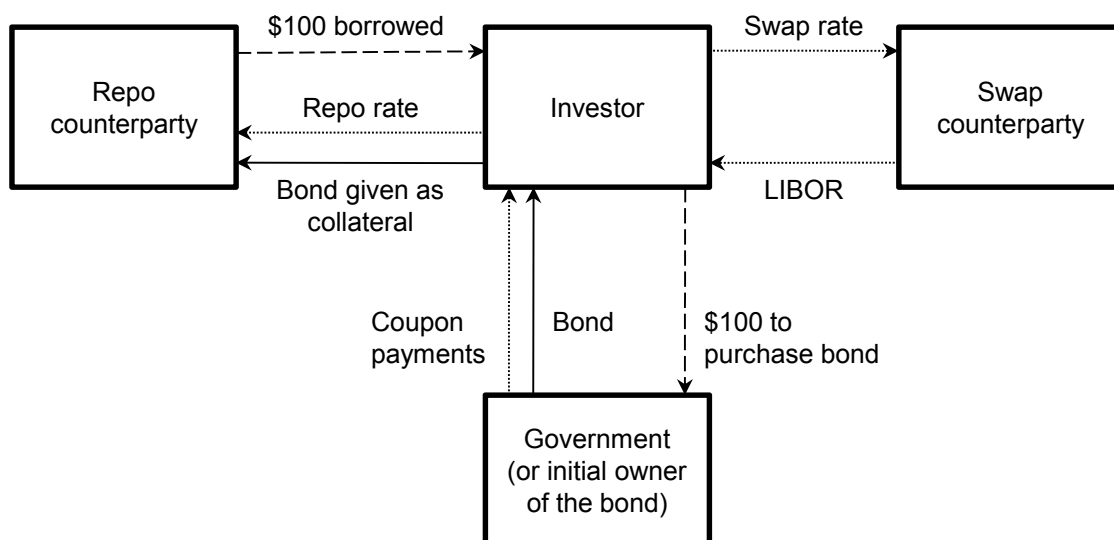 $100 borrowed
Swap rate
Repo
counterparty
Repo rate
Investor
Swap
counterparty
Bond given as
collateral
LIBOR
Coupon
payments
Bond
$100 to
purchase bond
Government
(or initial owner
of the bond)